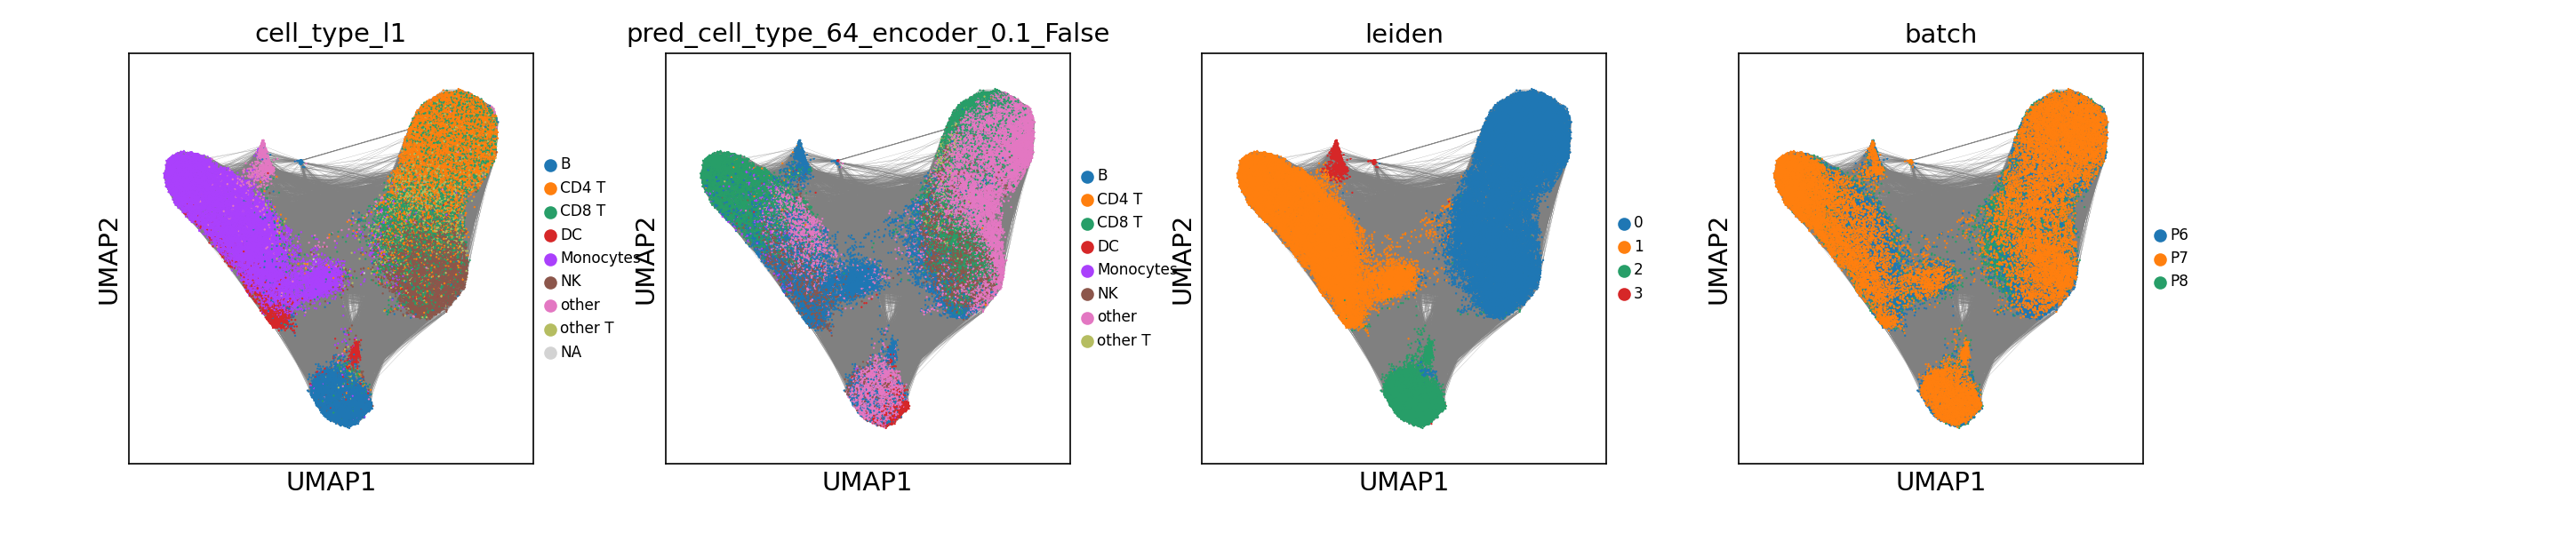 cell_type_l1
UMAP2
UMAP1
B
CD4 T
CD8 T
DC
Monocytes
NK
other
other T
NA
pred_cell_type_64_encoder_0.1_False
UMAP2
UMAP1
B
CD4 T
CD8 T
DC
Monocytes
NK
other
other T
leiden
UMAP2
UMAP1
0
1
2
3
batch
UMAP2
UMAP1
P6
P7
P8